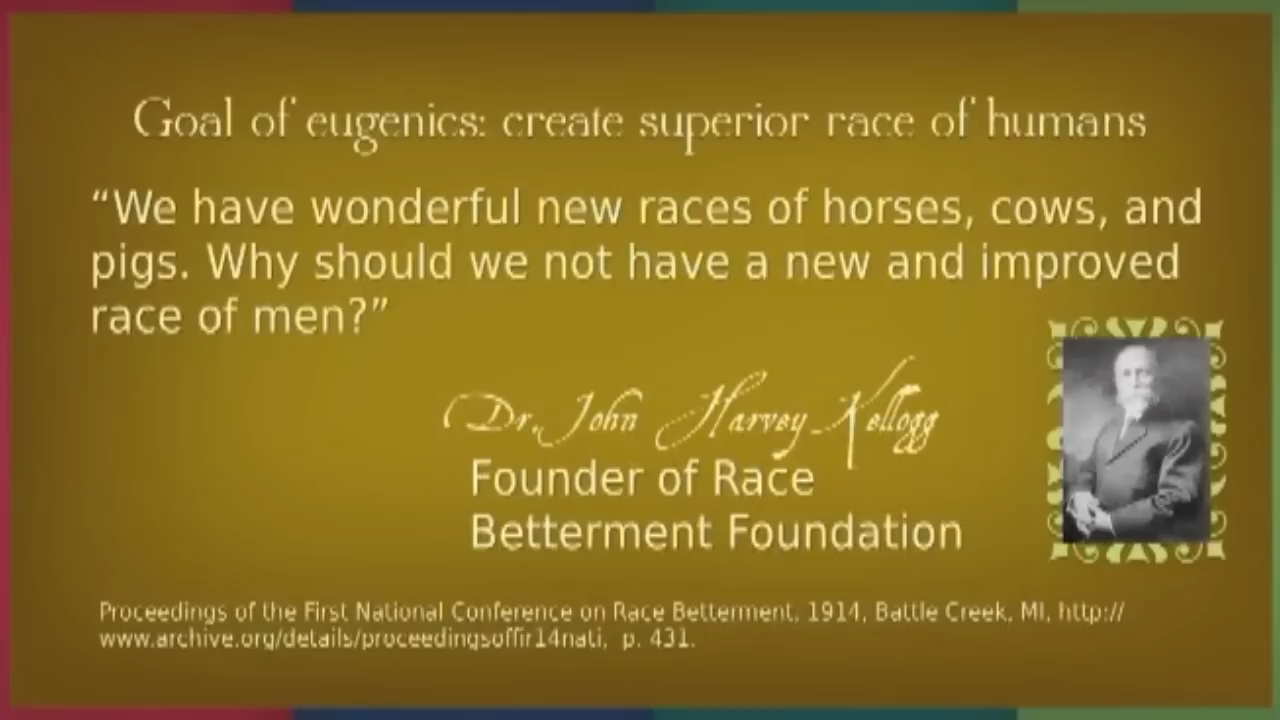 Goal of eugenics: create superior race of humans
“We have wonderful new races of horses, cows, and
pigs. Why should we not have a new and improved
race of men?”
Dr. John Harvey Kellogg
Founder of Race
Betterment Foundation
Proceedings of the First National Conference on Race Betterment, 1914, Battle Creek, MI, http://
www.archive.org/details/proceedingsoffir14nati, p. 431.